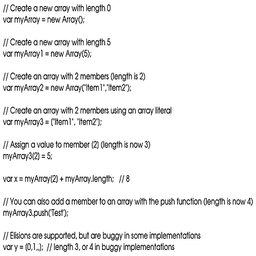 // Create a new array with length 0
var myArray = new Array();
// Create a new array with length 5
var myArray1 = new Array(5);
// Create an array with 2 members (length is 2)
var myArray2 = new Array("Item1","Item2");
// Create an array with 2 members using an array literal
var myArray3 = ("Item1", "Item2");
// Assign a value to member (2) (length is now 3)
myArray3(2) = 5;
var x = myArray(2) + myArray.length;   // 8
// You can also add a member to an array with the push function (length is now 4)
myArray3.push('Test');
// Elisions are supported, but are buggy in some implementations
var y = (0,1,,);  // length 3, or 4 in buggy implementations